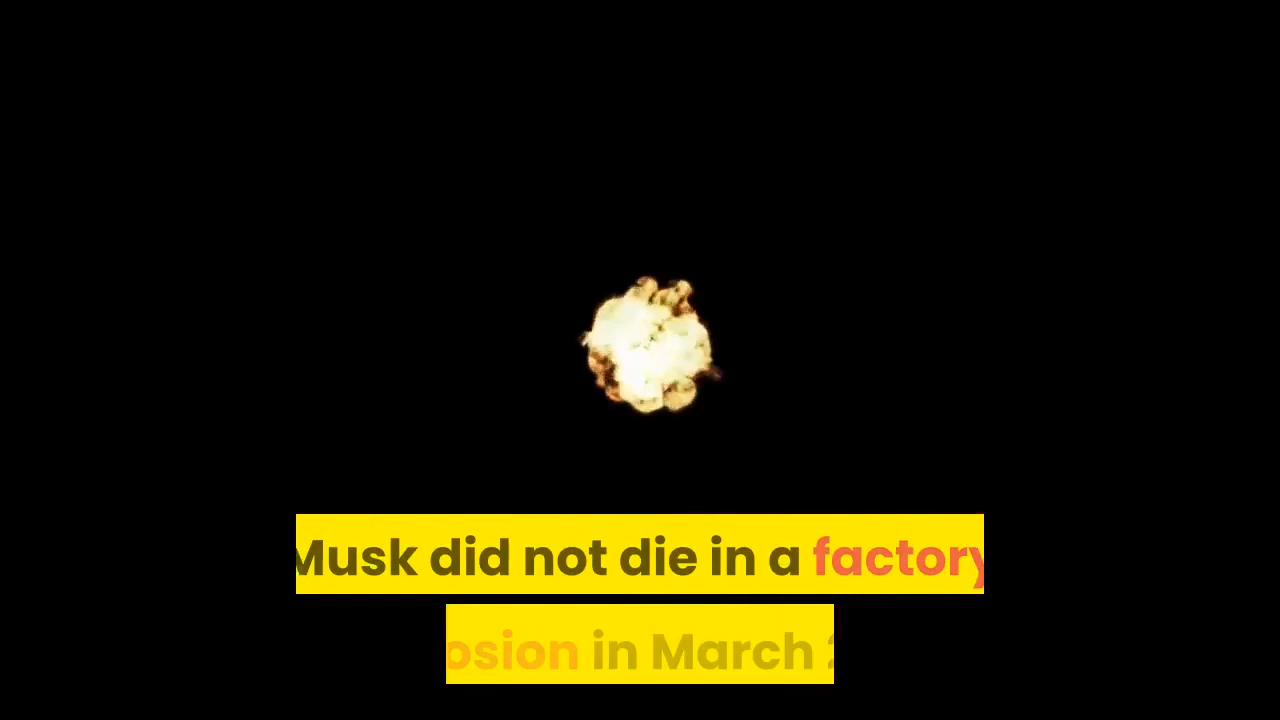 Musk did not die in a factory
osion in March